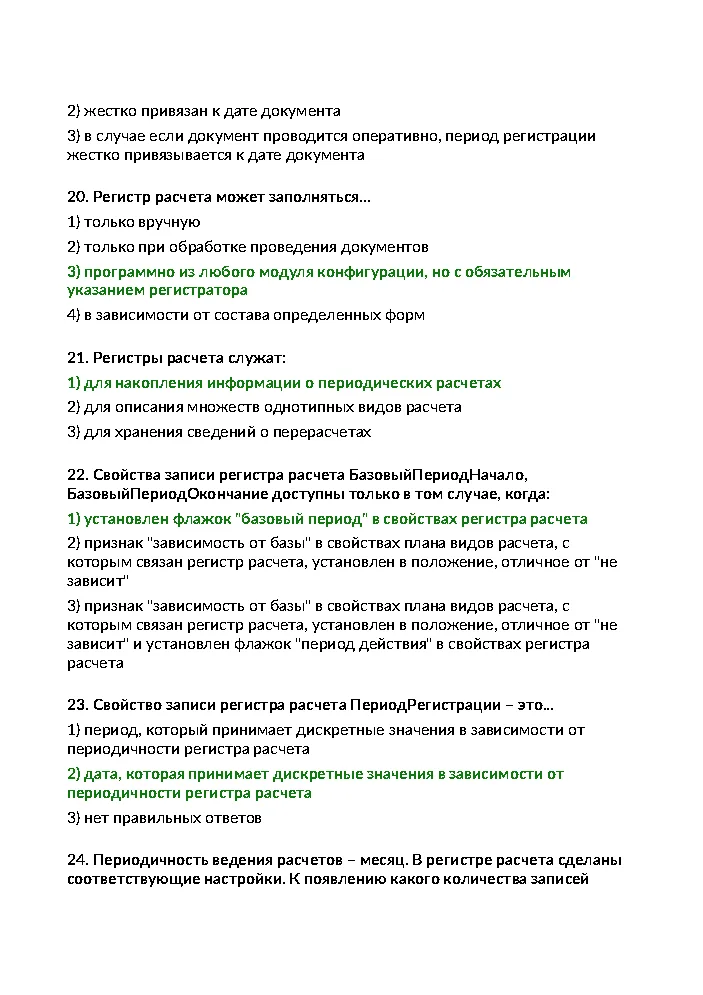 2) жестко привязан к дате документа
3) в случае если документ проводится оперативно, период регистрации
жестко привязывается к дате документа
20. Регистр расчета может заполняться...
1) только вручную
2) только при обработке проведения документов
3) программно из любого модуля конфигурации, но с обязательным
указанием регистратора
4) в зависимости от состава определенных форм
21. Регистры расчета служат:
1) для накопления информации о периодических расчетах
2) для описания множеств однотипных видов расчета
3) для хранения сведений о перерасчетах
22. Свойства записи регистра расчета БазовыйПериодНачало,
БазовыйПериодОкончание доступны только в том случае, когда:
1) установлен флажок "базовый период" в свойствах регистра расчета
2) признак "зависимость от базы" в свойствах плана видов расчета, с
которым связан регистр расчета, установлен в положение, отличное от "не
зависит"
3) признак "зависимость от базы" в свойствах плана видов расчета, с
которым связан регистр расчета, установлен в положение, отличное от "не
зависит" и установлен флажок "период действия" в свойствах регистра
расчета
23. Свойство записи регистра расчета ПериодРегистрации – это...
1) период, который принимает дискретные значения в зависимости от
периодичности регистра расчета
2) дата, которая принимает дискретные значения в зависимости от
периодичности регистра расчета
3) нет правильных ответов
24. Периодичность ведения расчетов – месяц. В регистре расчета сделаны
соответствующие настройки. К появлению какого количества записей